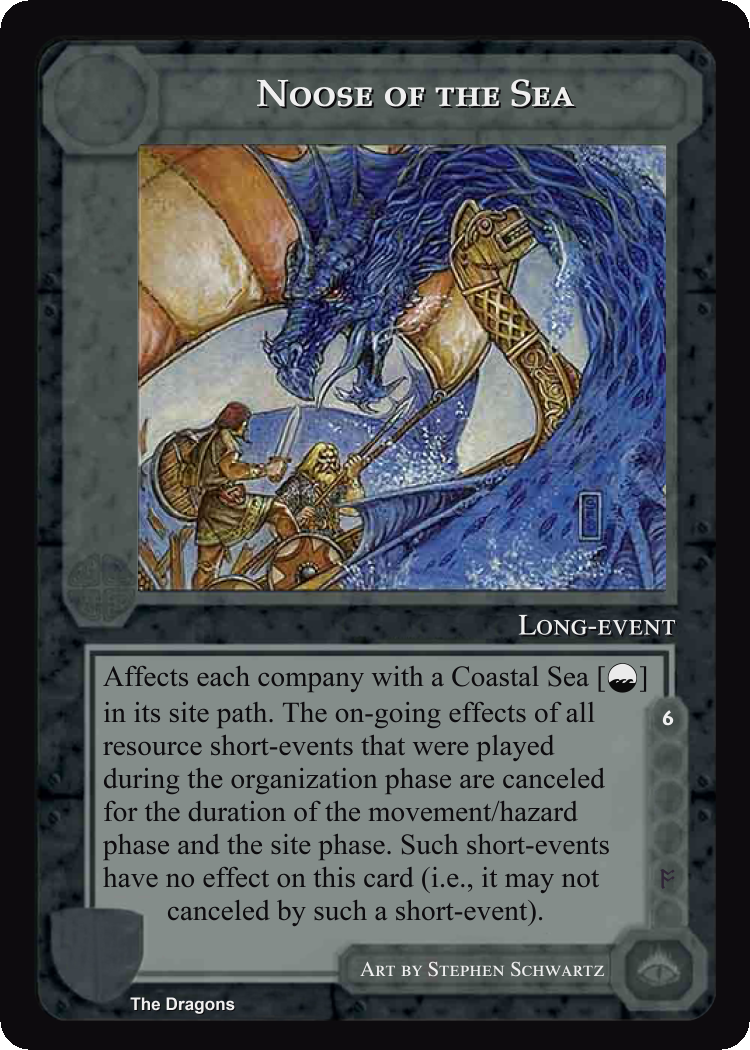 Noose of the Sea
Long-event
Affects each company with a Coastal Sea [ ]
in its site path. The on-going effects of all
resource short-events that were played
during the organization phase are canceled
for the duration of the movement/hazard
phase and the site phase. Such short-events
have no effect on this card (i.e., it may not
canceled by such a short-event).
6
Art by Stephen Schwartz
The Dragons